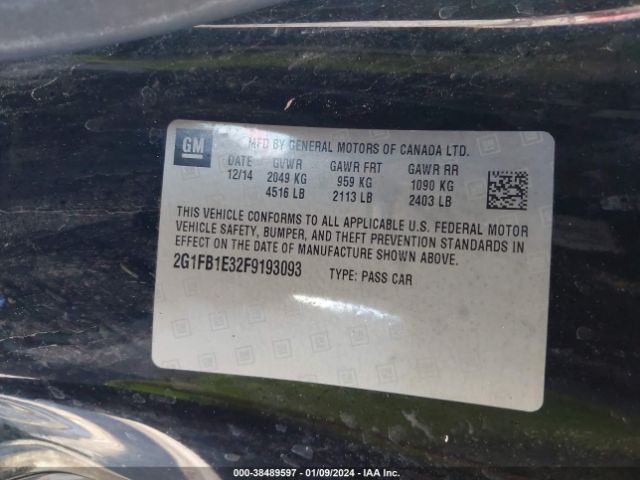 GM MFD BY GENERAL MOTORS OF CANADA LTD.
DATE GVWR GAWR FRT GAWR RR
12/14 2049 KG 959 KG 1090 KG
4516 LB 2113 LB 2403 LB
THIS VEHICLE CONFORMS TO ALL APPLICABLE U.S. FEDERAL MOTOR
VEHICLE SAFETY, BUMPER, AND THEFT PREVENTION STANDARDS IN
EFFECT ON THE DATE OF MANUFACTURE SHOWN ABOVE.
2G1FB1E32F9193093 TYPE: PASS CAR
000-38489597 - 01/09/2024 - IAA Inc.